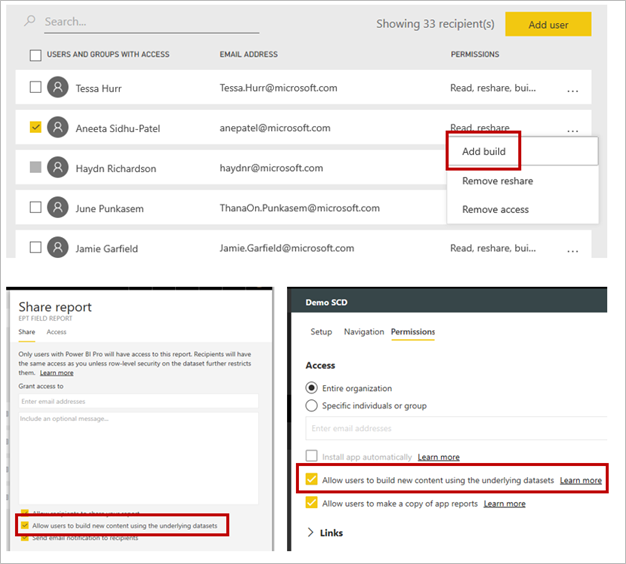 Search...
Showing 33 recipient(s)
Add user
USERS AND GROUPS WITH ACCESS EMAIL ADDRESS PERMISSIONS
Tessa Hurr Tessa.Hurr@microsoft.com Read, reshare, bui... ...
Aneeta Sidhu-Patel anepatel@microsoft.com Read, reshare ...
Add build
Haydn Richardson haydnr@microsoft.com
Remove reshare
June Punkasem ThanaOn.Punkasem@microsoft.com
Remove access
Jamie Garfield Jamie.Garfield@microsoft.com Read, reshare, bui... ...
Share report
EPT FIELD REPORT
Share Access
Only users with Power BI Pro will have access to this report. Recipients will have
the same access as you unless row-level security on the dataset further restricts
them. Learn more
Grant access to
Enter email addresses
Include an optional message...
Allow recipients to share your report
Allow users to build new content using the underlying datasets
Send email notification to recipients
Demo SCD
Setup Navigation Permissions
Access
Entire organization
Specific individuals or group
Enter email addresses
Install app automatically Learn more
Allow users to build new content using the underlying datasets Learn more
Allow users to make a copy of app reports Learn more
Links